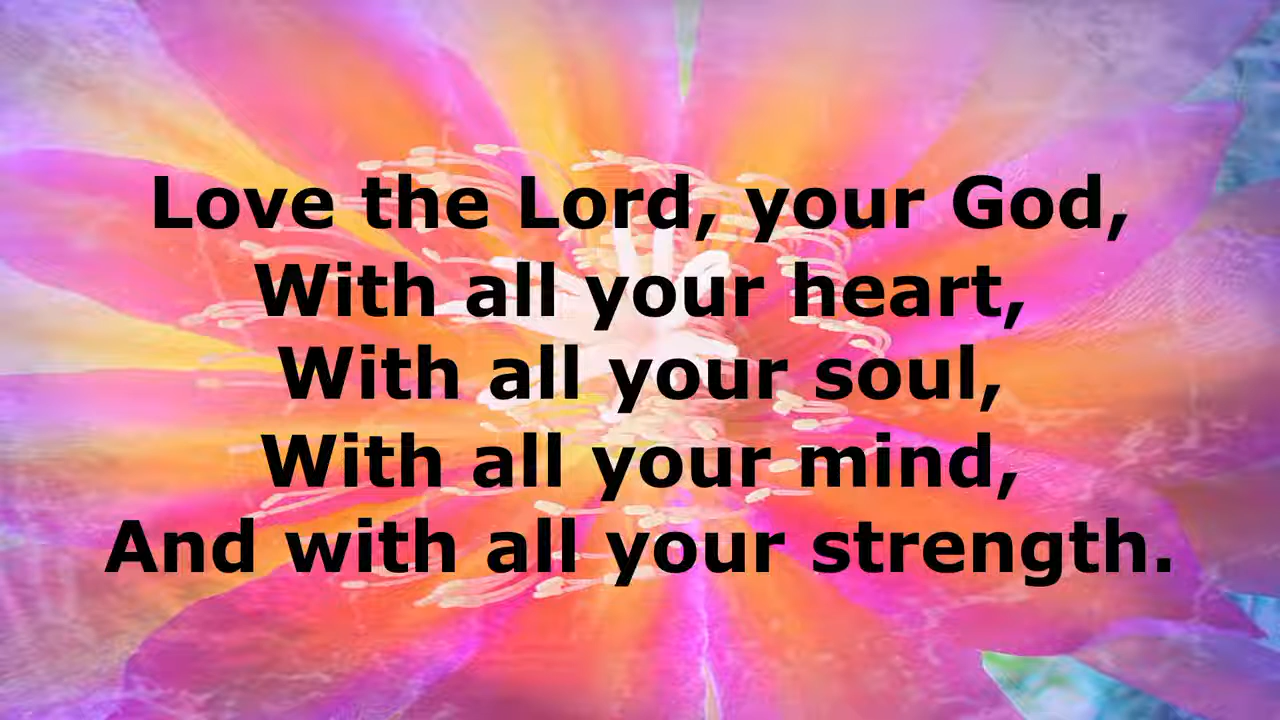 Love the Lord, your God,
With all your heart,
With all your soul,
With all your mind,
And with all your strength.